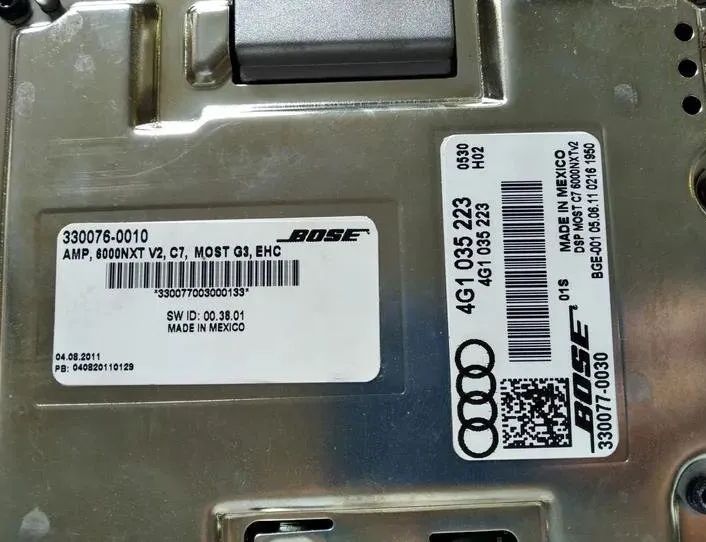 330076-0010
BOSE
AMP, 6000NXT V2, C7, MOST G3, EHC
*330077003000133*
SW ID: 00.38.01
MADE IN MEXICO
04.08.2011
PB: 040820110129
4G1 035 223
4G1 035 223
0530
H02
01S
MADE IN MEXICO
DSP MOST C7 6000NXTv2
BGE-001 05.06.11 0216 1950
BOSE
330077-0030